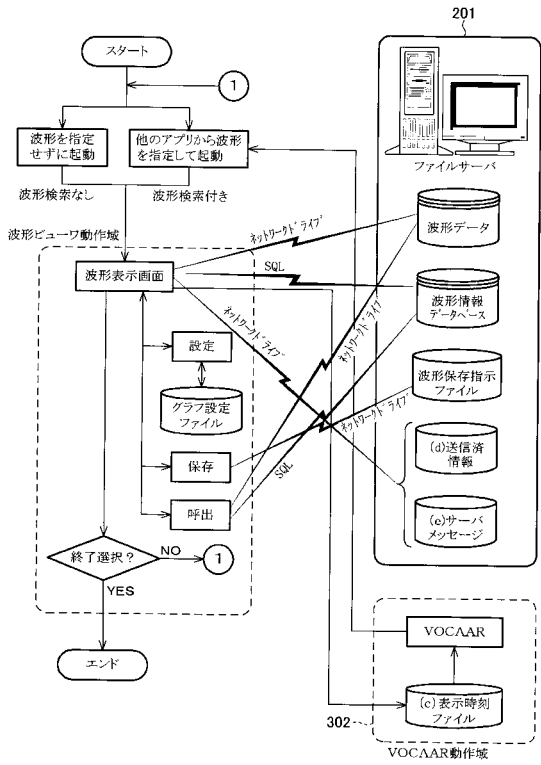 201
スタート
1
波形を指定
せずに起動
他のアプリから波形
を指定して起動
波形検索なし
波形検索付き
ファイルサーバ
波形ビューワ動作域
ネットワークドライブ
波形データ
波形表示画面
SQL
波形情報
データベース
ネットワークドライブ
ネットワークドライブ
設定
グラフ設定
ファイル
波形保存指示
ファイル
ネットワークドライブ
保存
SQL
(d)送信済
情報
呼出
(e)サーバ
メッセージ
終了選択？
NO
1
YES
エンド
VOCAAR
(c)表示時刻
ファイル
302
VOCAAR動作域